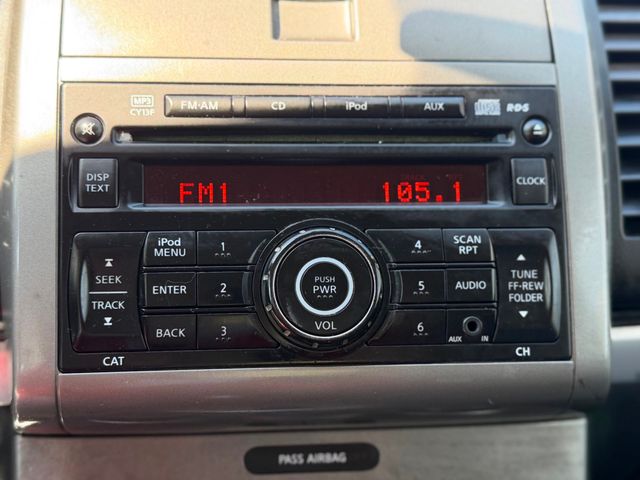 MP3
CY13F
FM·AM
CD
iPod
AUX
RDS
DISP
TEXT
FM1
105.1
CLOCK
SEEK
TRACK
CAT
iPod
MENU
1
ENTER
2
BACK
3
PUSH
PWR
VOL
4
SCAN
RPT
5
AUDIO
6
AUX IN
TUNE
FF·REW
FOLDER
CH
PASS AIRBAG